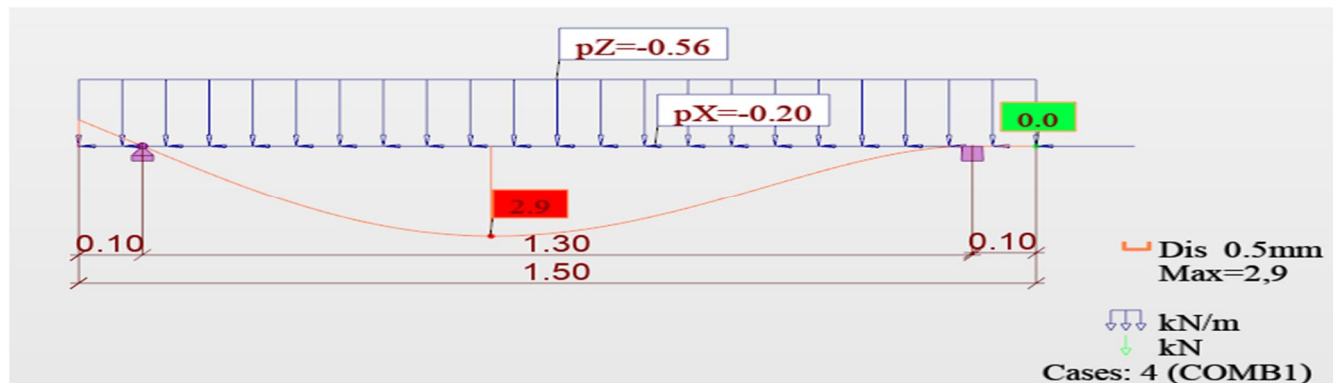 pZ=-0.56
pX=-0.20
0.0
2.9
0.10 1.30 0.10
1.50
Dis 0.5mm
Max=2,9
kN/m
kN
Cases: 4 (COMB1)